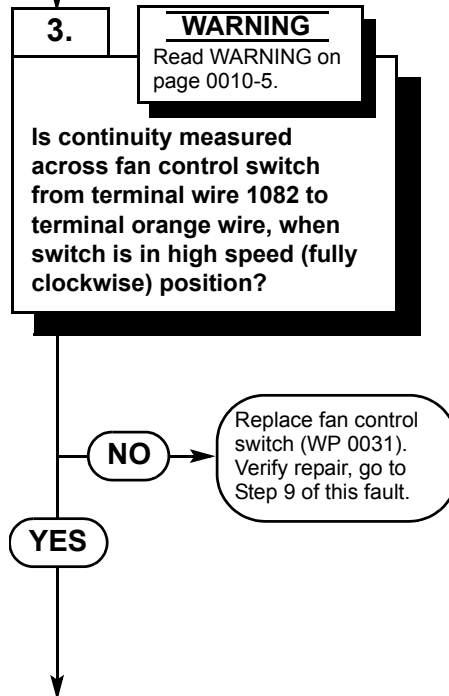 3.
WARNING
Read WARNING on
page 0010-5.
Is continuity measured
across fan control switch
from terminal wire 1082 to
terminal orange wire, when
switch is in high speed (fully
clockwise) position?
NO
Replace fan control
switch (WP 0031).
Verify repair, go to
Step 9 of this fault.
YES